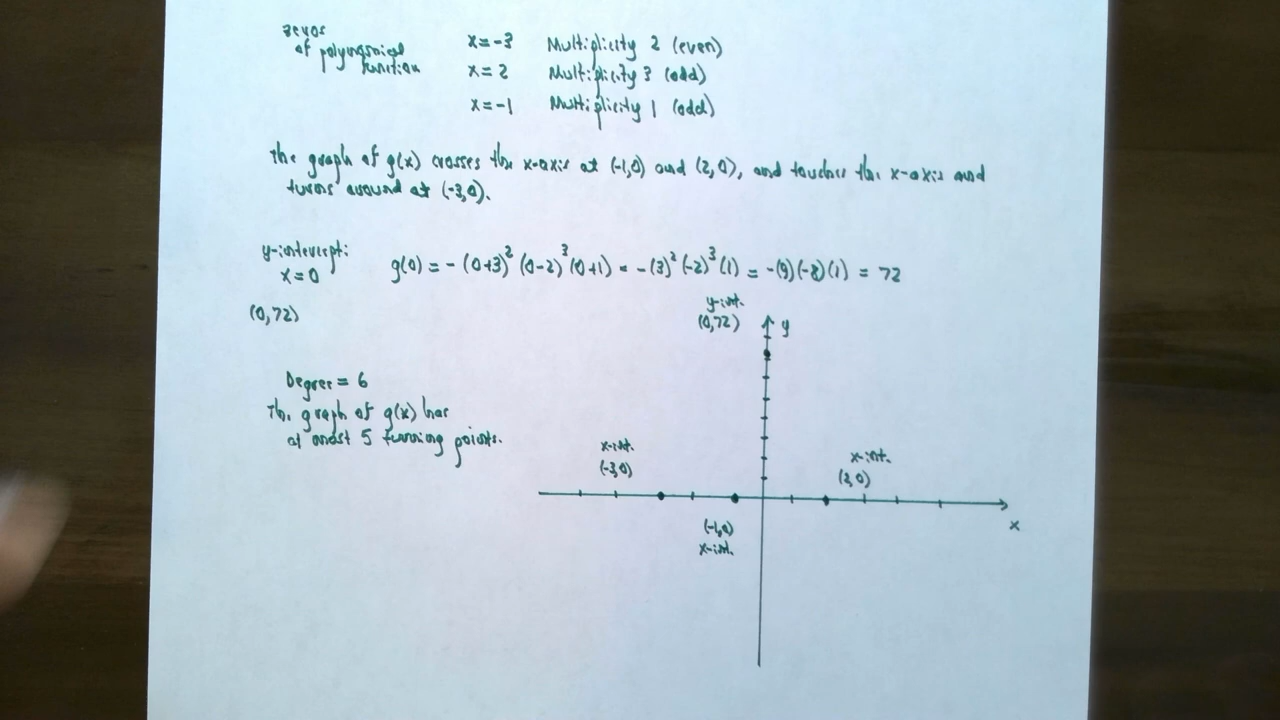 zeros
of polynomial
function
x=-3 Multiplicity 2 (even)
x=2 Multiplicity 3 (odd)
x=-1 Multiplicity 1 (odd)
The graph of g(x) crosses the x-axis at (-1,0) and (2,0), and touches the x-axis and
turns around at (-3,0).
y-intercept:
x=0
g(0) = -(0+3)²(0-2)³(0+1) = -(3)²(-2)³(1) = -(9)(-8)(1) = 72
(0,72)
y-int.
(0,72)
y
Degree = 6
The graph of g(x) has
at most 5 turning points.
x-int.
(-3,0)
x-int.
(2,0)
(-1,0)
x-int.
x